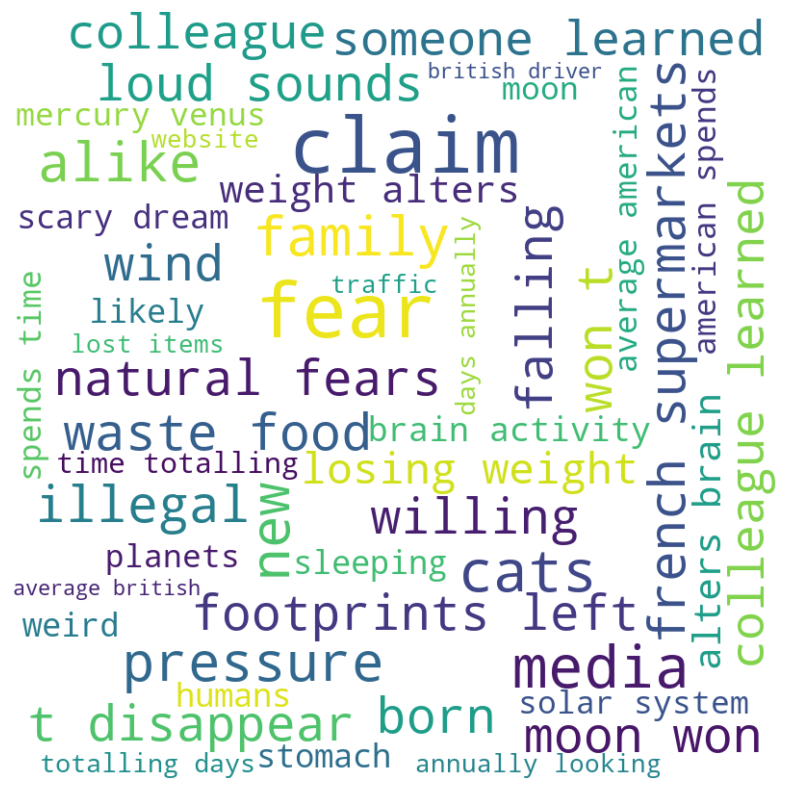 colleague
someone learned
loud sounds
british driver
moon
mercury venus
website
claim
alike
weight alters
scary dream
family
wind
falling
average american
french supermarkets
american spends
colleague learned
days annually
fear
traffic
likely
lost items
spends time
won t
natural fears
waste food
brain activity
time totalling
losing weight
illegal
new
willing
alters brain
planets
sleeping
cats
average british
footprints left
weird
pressure
media
humans
solar system
t disappear
born
moon won
stomach
totalling days
annually looking